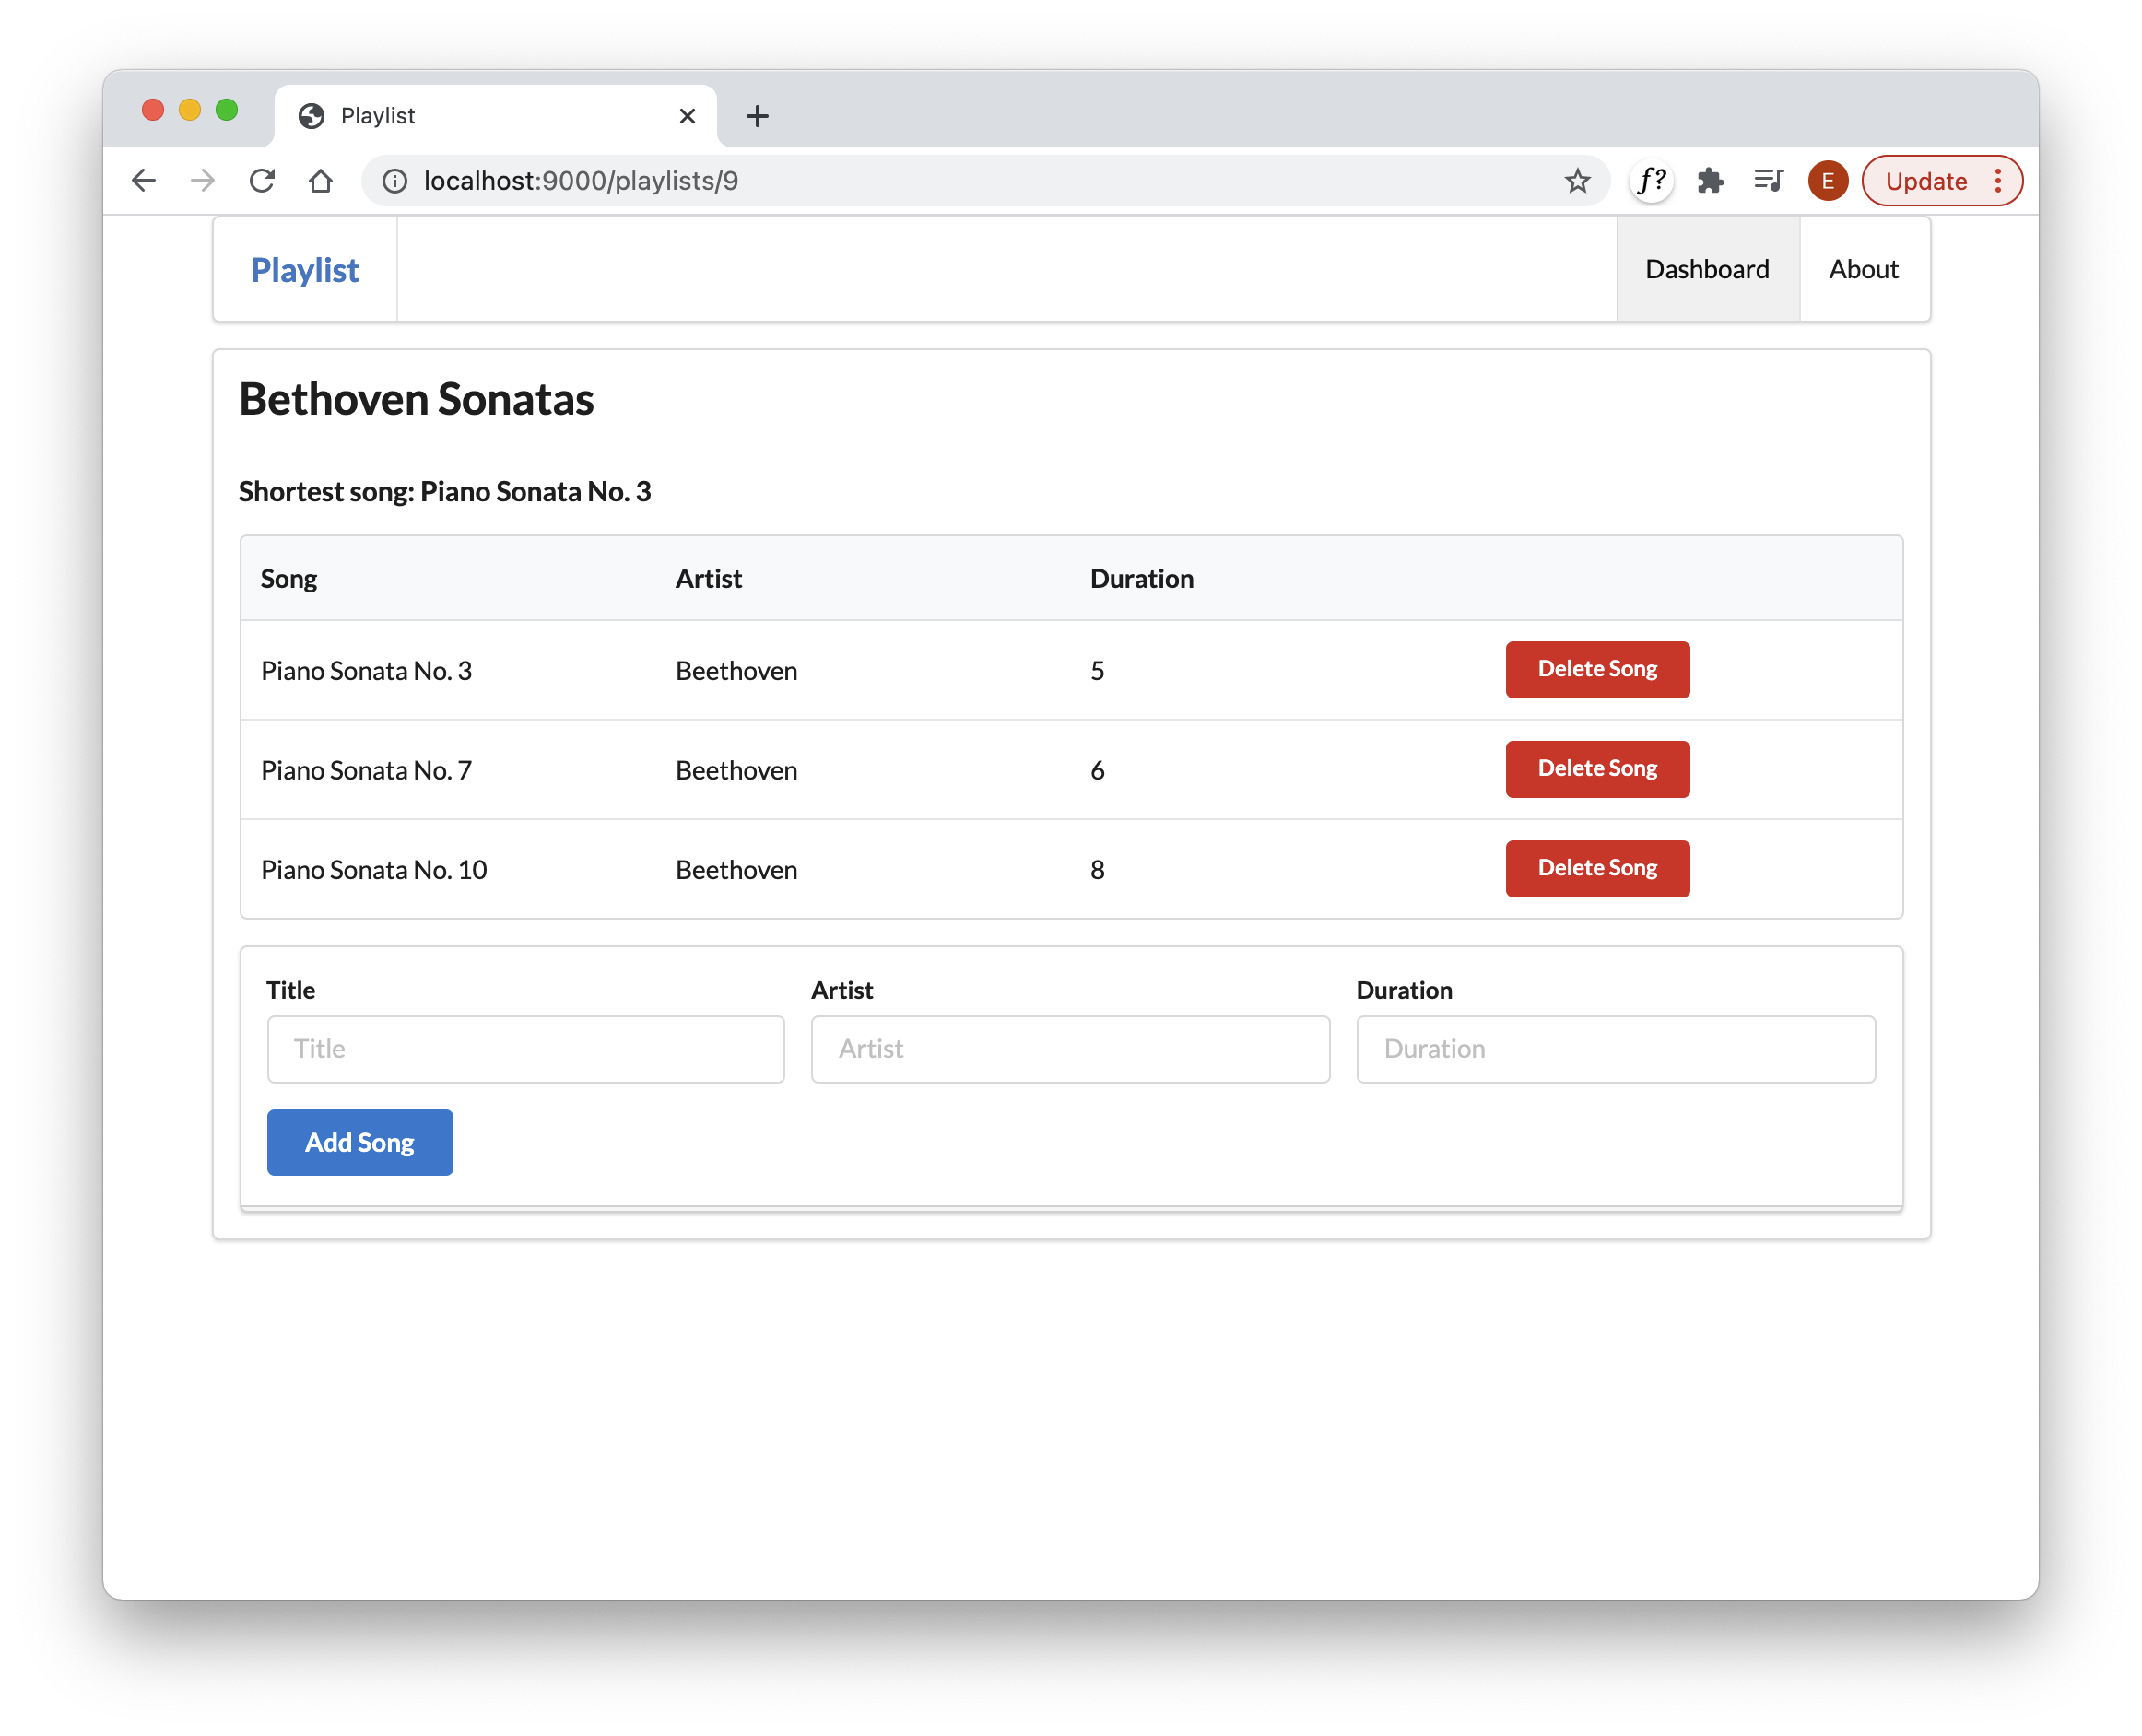 Playlist
localhost:9000/playlists/9
f?
E
Update
Playlist
Dashboard
About
Bethoven Sonatas
Shortest song: Piano Sonata No. 3
Song Artist Duration
Piano Sonata No. 3 Beethoven 5 Delete Song
Piano Sonata No. 7 Beethoven 6 Delete Song
Piano Sonata No. 10 Beethoven 8 Delete Song
Title Artist Duration
Title Artist Duration
Add Song